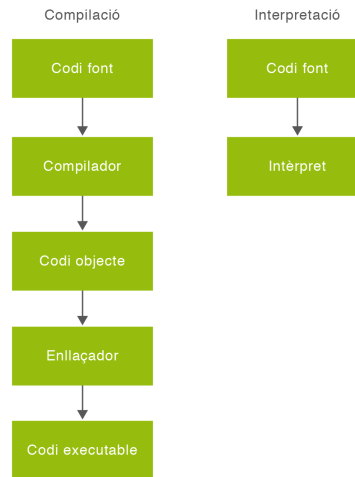 Compilació
Codi font
Compilador
Codi objecte
Enllaçador
Codi executable
Interpretació
Codi font
Intèrpret